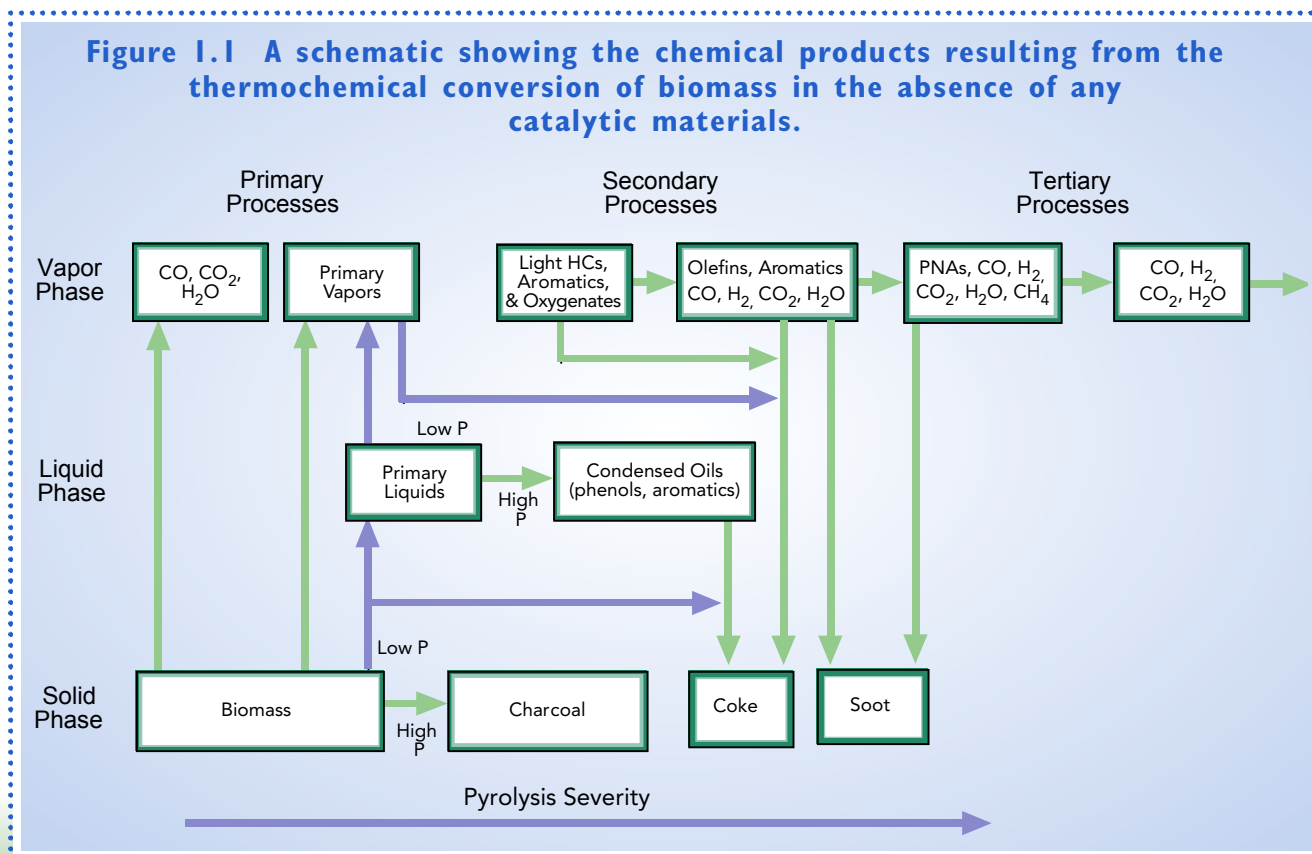 Figure 1.1 A schematic showing the chemical products resulting from the
thermochemical conversion of biomass in the absence of any
catalytic materials.
Primary
Processes
Secondary
Processes
Tertiary
Processes
Vapor
Phase
CO, CO₂,
H₂O
Primary
Vapors
Light HCs,
Aromatics,
& Oxygenates
Olefins, Aromatics
CO, H₂, CO₂, H₂O
PNAs, CO, H₂,
CO₂, H₂O, CH₄
CO, H₂,
CO₂, H₂O
Low P
Liquid
Phase
Primary
Liquids
High
P
Condensed Oils
(phenols, aromatics)
Low P
Solid
Phase
Biomass
High
P
Charcoal
Coke
Soot
Pyrolysis Severity